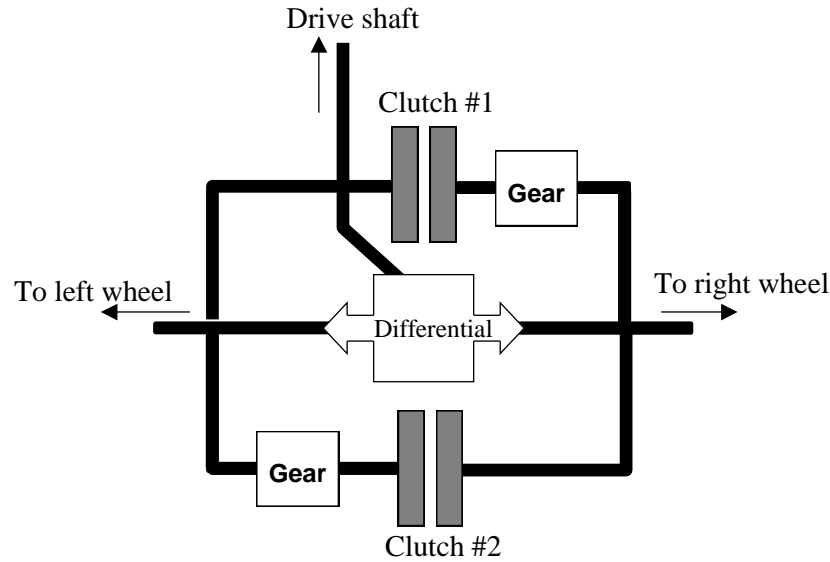 Drive shaft
Clutch #1
Gear
To left wheel
To right wheel
Differential
Gear
Clutch #2